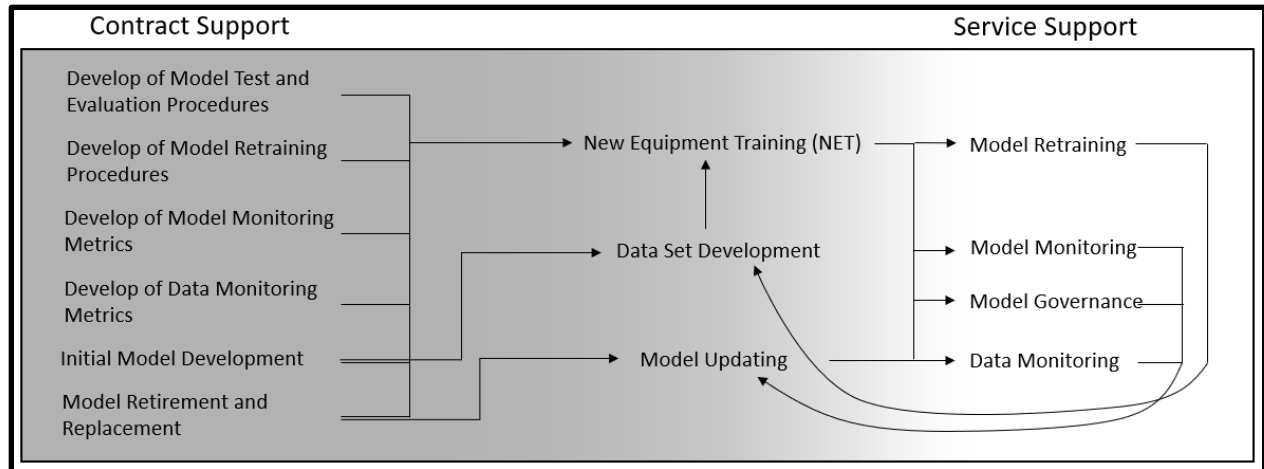 Contract Support
Service Support
Develop of Model Test and
Evaluation Procedures
Develop of Model Retraining
Procedures
Develop of Model Monitoring
Metrics
Develop of Data Monitoring
Metrics
Initial Model Development
Model Retirement and
Replacement
New Equipment Training (NET)
Data Set Development
Model Updating
Model Retraining
Model Monitoring
Model Governance
Data Monitoring